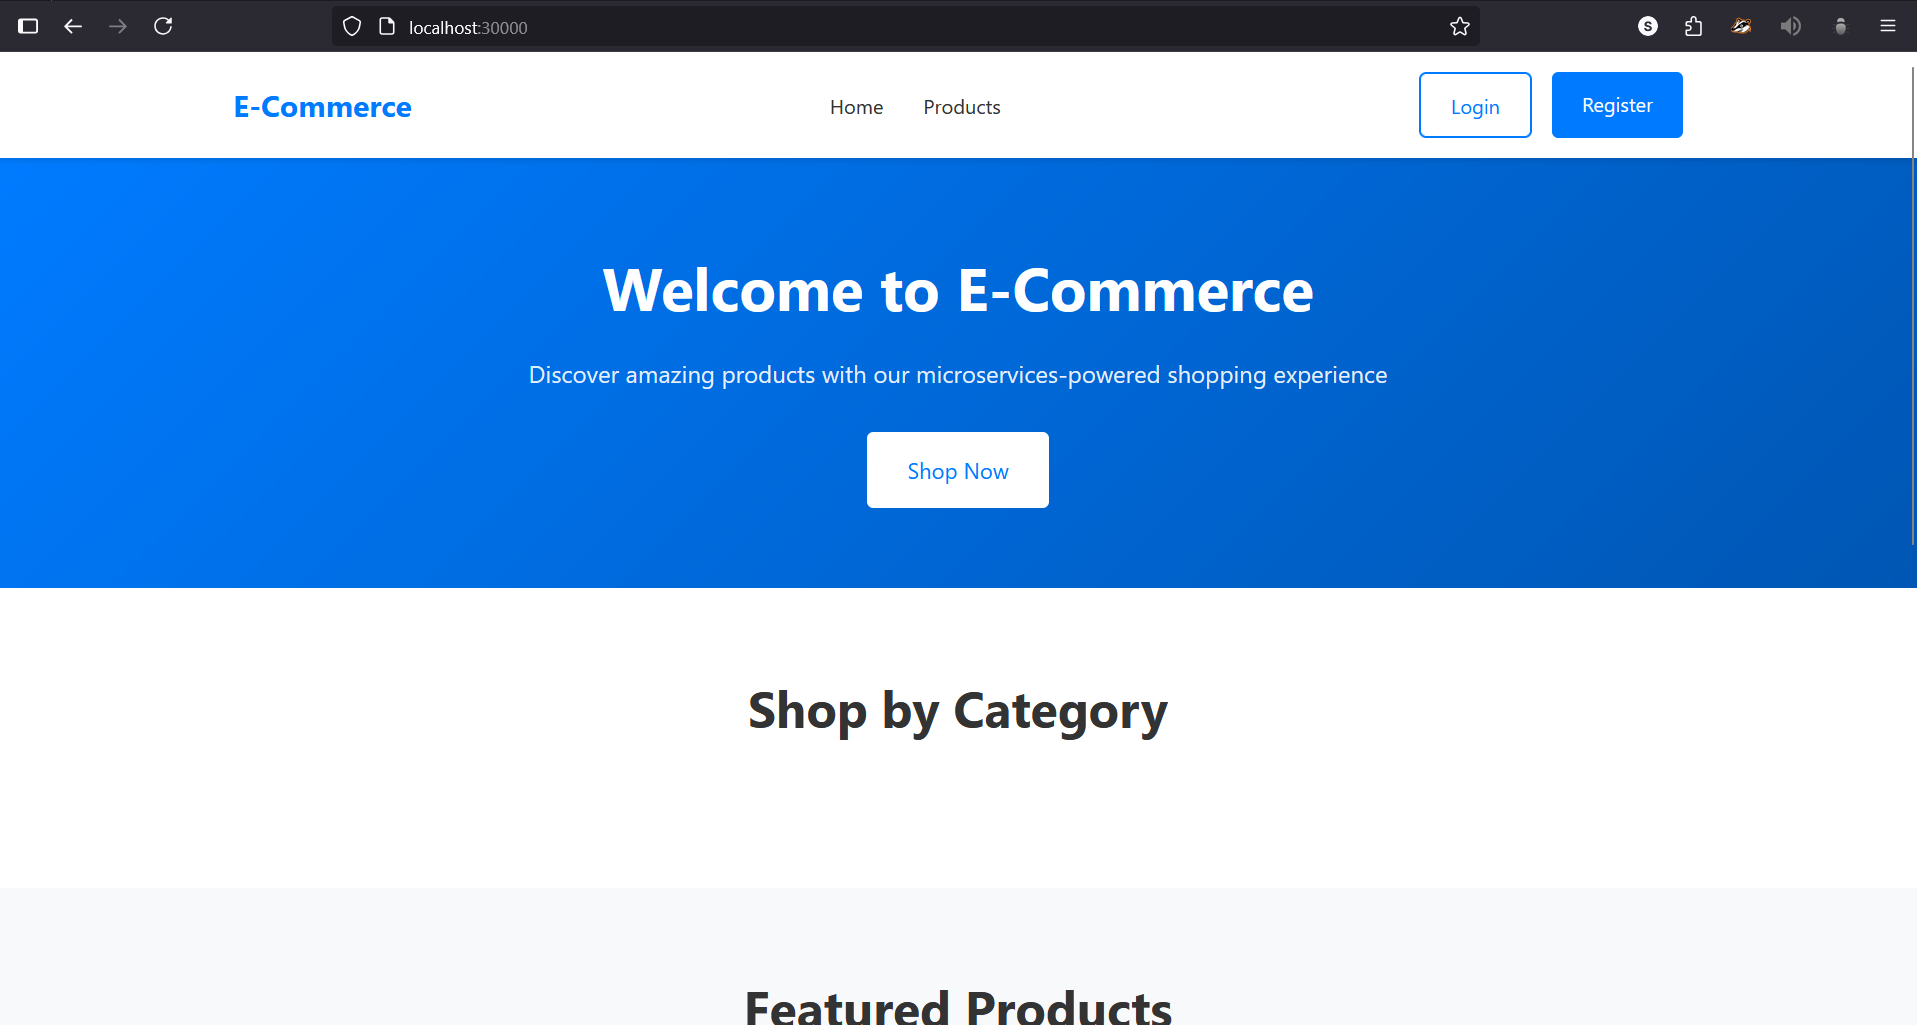 localhost:30000
S
E-Commerce
Home
Products
Login
Register
Welcome to E-Commerce
Discover amazing products with our microservices-powered shopping experience
Shop Now
Shop by Category
Featured Products